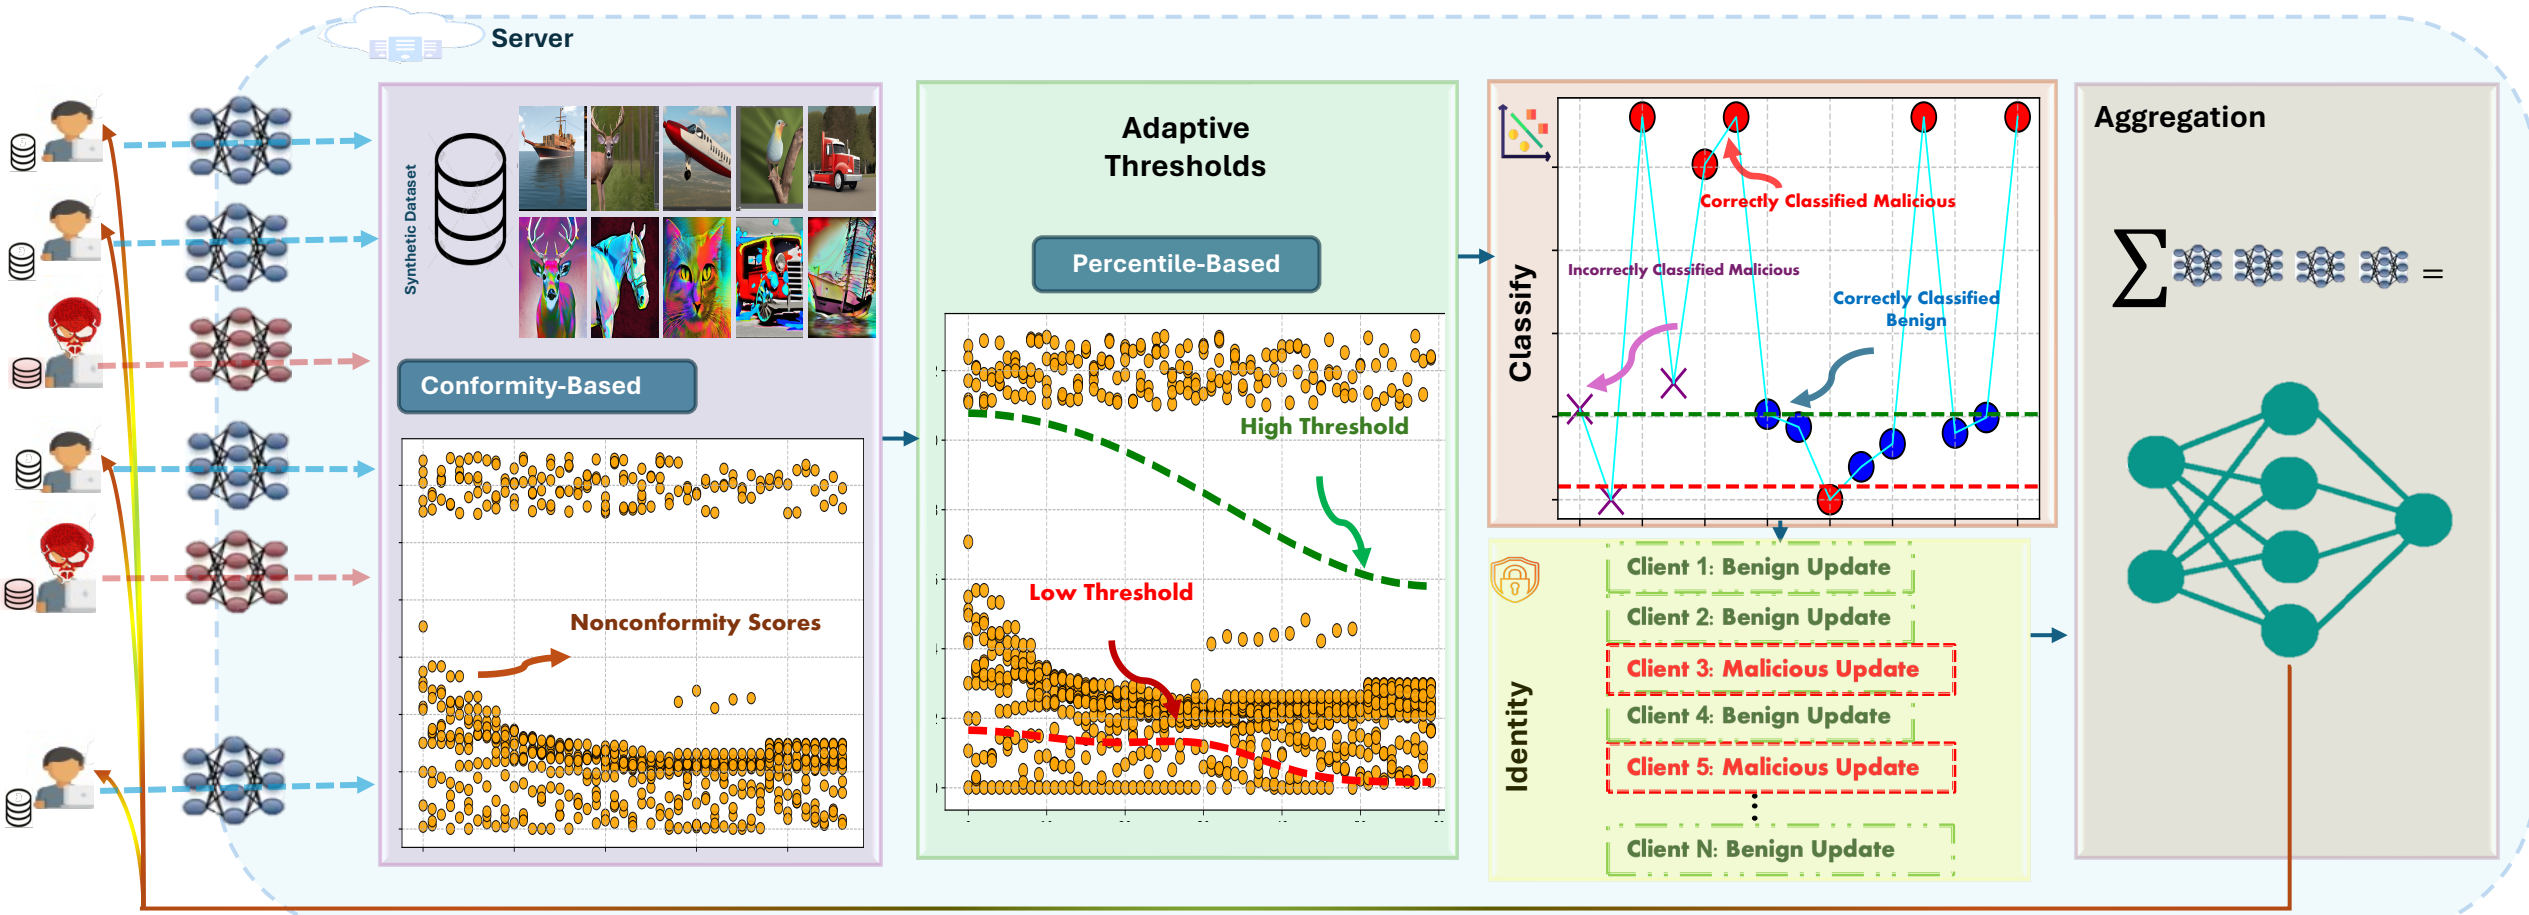 Server
Synthetic Dataset
Conformity-Based
Nonconformity Scores
Adaptive
Thresholds
Percentile-Based
High Threshold
Low Threshold
Classify
Correctly Classified Malicious
Incorrectly Classified Malicious
Correctly Classified
Benign
Identity
Client 1: Benign Update
Client 2: Benign Update
Client 3: Malicious Update
Client 4: Benign Update
Client 5: Malicious Update
⋮
Client N: Benign Update
Aggregation
∑ =